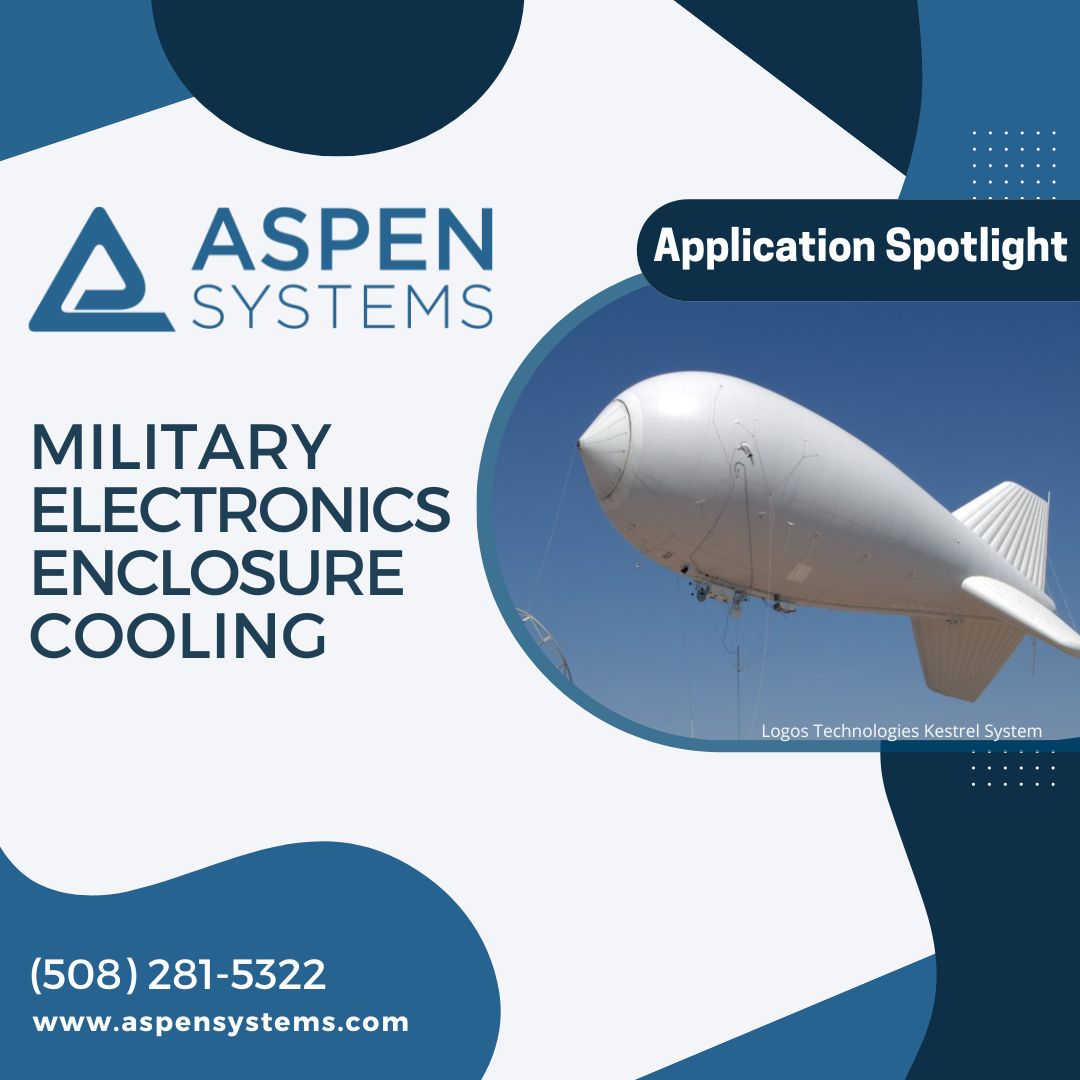 ASPEN
SYSTEMS
Application Spotlight
MILITARY
ELECTRONICS
ENCLOSURE
COOLING
Logos Technologies Kestrel System
(508) 281-5322
www.aspensystems.com